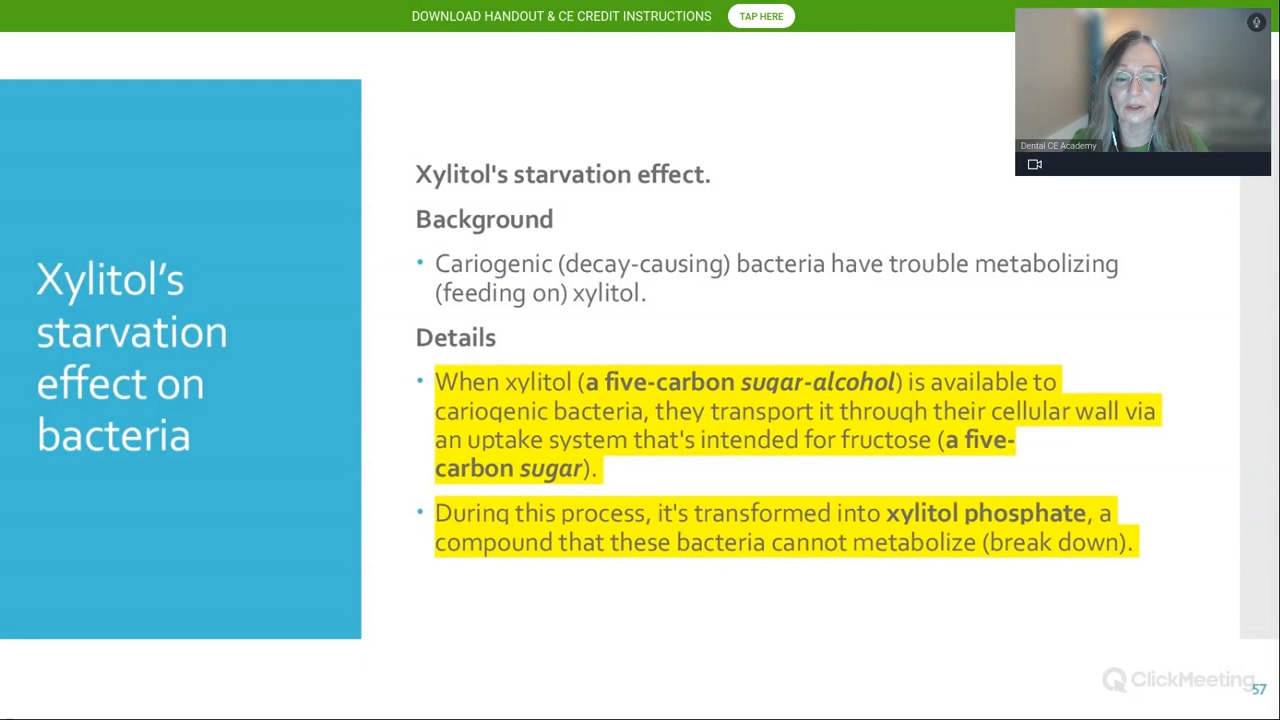 DOWNLOAD HANDOUT & CE CREDIT INSTRUCTIONS TAP HERE
Dental CE Academy
Xylitol’s
starvation
effect on
bacteria
Xylitol's starvation effect.
Background
• Cariogenic (decay-causing) bacteria have trouble metabolizing
(feeding on) xylitol.
Details
• When xylitol (a five-carbon sugar-alcohol) is available to
cariogenic bacteria, they transport it through their cellular wall via
an uptake system that's intended for fructose (a five-
carbon sugar).
• During this process, it's transformed into xylitol phosphate, a
compound that these bacteria cannot metabolize (break down).
ClickMeeting
57